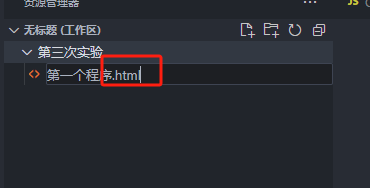 资源管理器
···
JS
无标题 (工作区)
第三次实验
<> 第一个程序.html